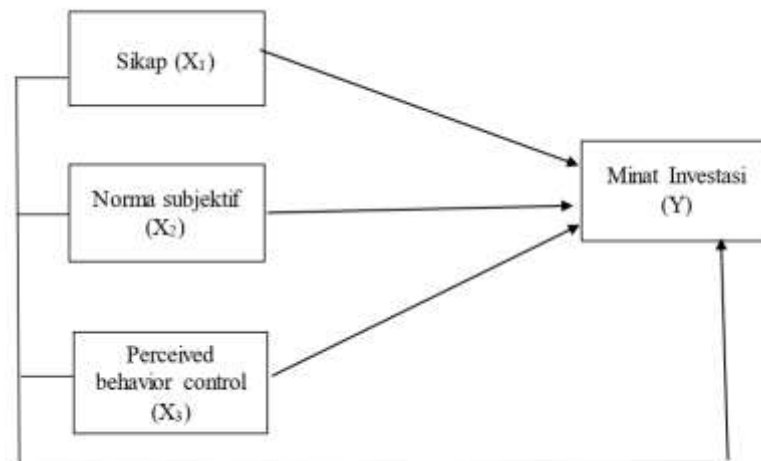 Sikap (X₁)
Norma subjektif
(X₂)
Perceived
behavior control
(X₃)
Minat Investasi
(Y)